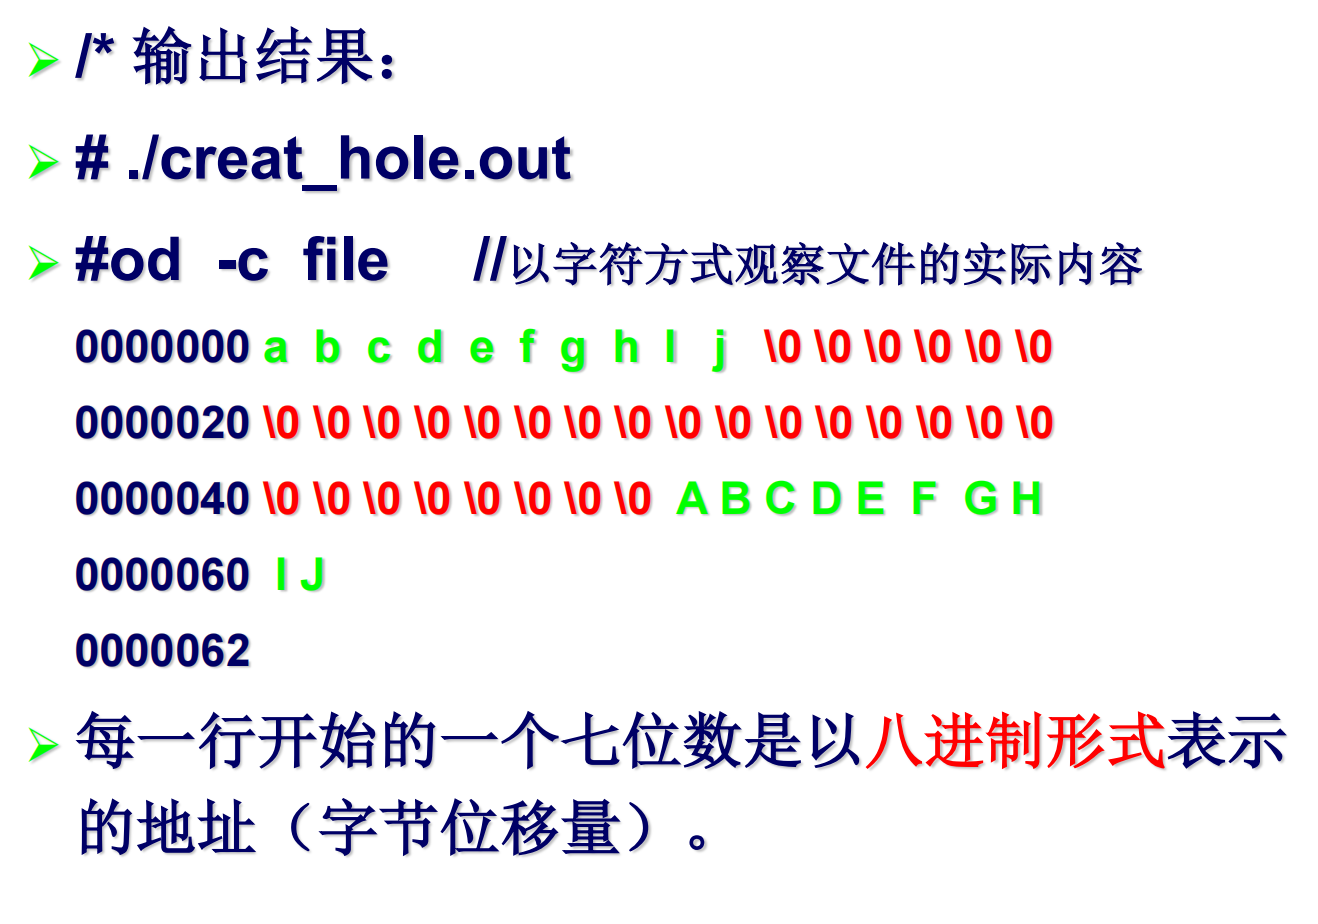 ➢ /* 输出结果：
➢ # ./creat_hole.out
➢ #od -c file //以字符方式观察文件的实际内容
0000000 a b c d e f g h I j \0 \0 \0 \0 \0 \0
0000020 \0 \0 \0 \0 \0 \0 \0 \0 \0 \0 \0 \0 \0 \0 \0 \0
0000040 \0 \0 \0 \0 \0 \0 \0 \0 A B C D E F G H
0000060 I J
0000062
➢ 每一行开始的一个七位数是以八进制形式表示
的地址（字节位移量）。